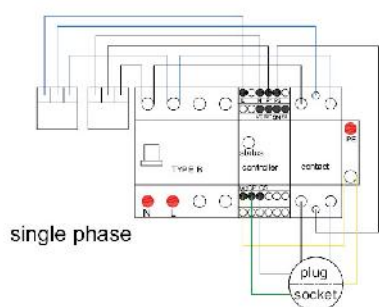 TYPE B
status
controller
contact
PE
N L
single phase
plug
socket